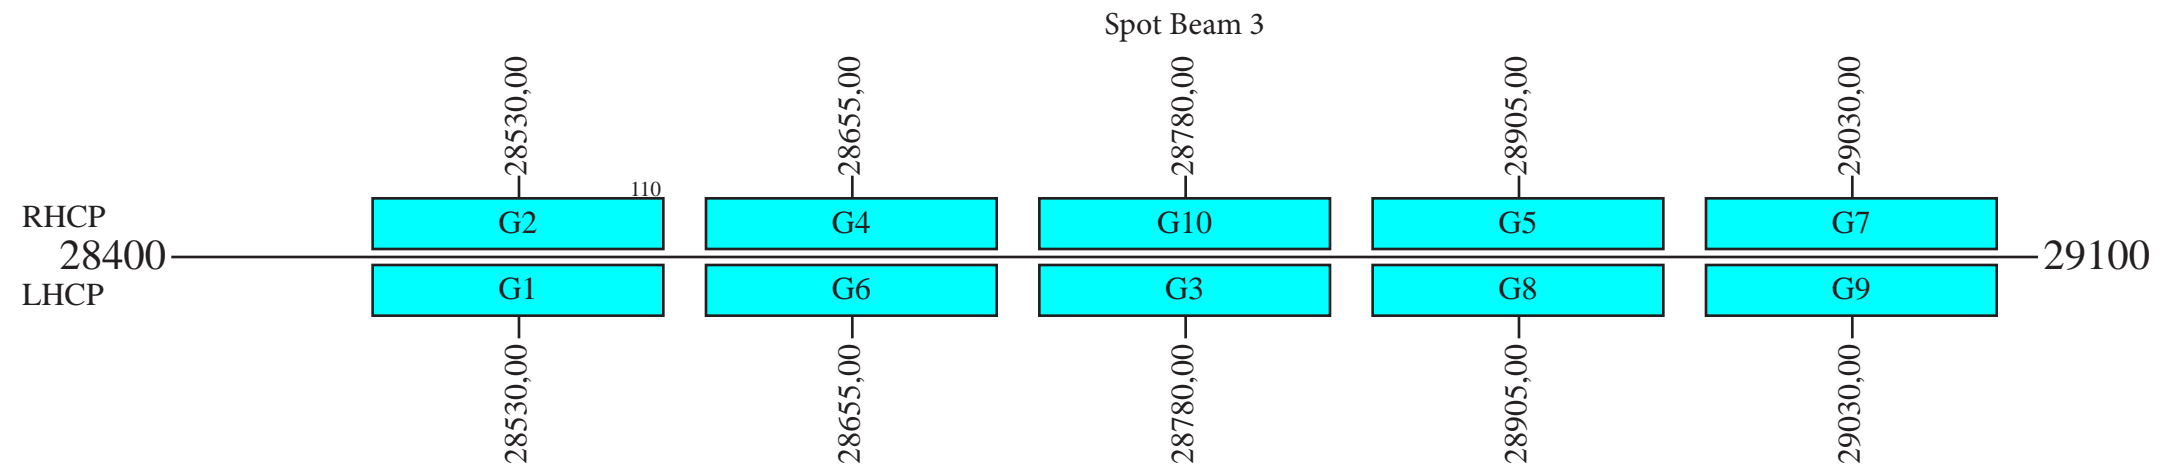 Spot Beam 3
28530,00 28655,00 28780,00 28905,00 29030,00
110
RHCP G2 G4 G10 G5 G7
28400 29100
LHCP G1 G6 G3 G8 G9
28530,00 28655,00 28780,00 28905,00 29030,00